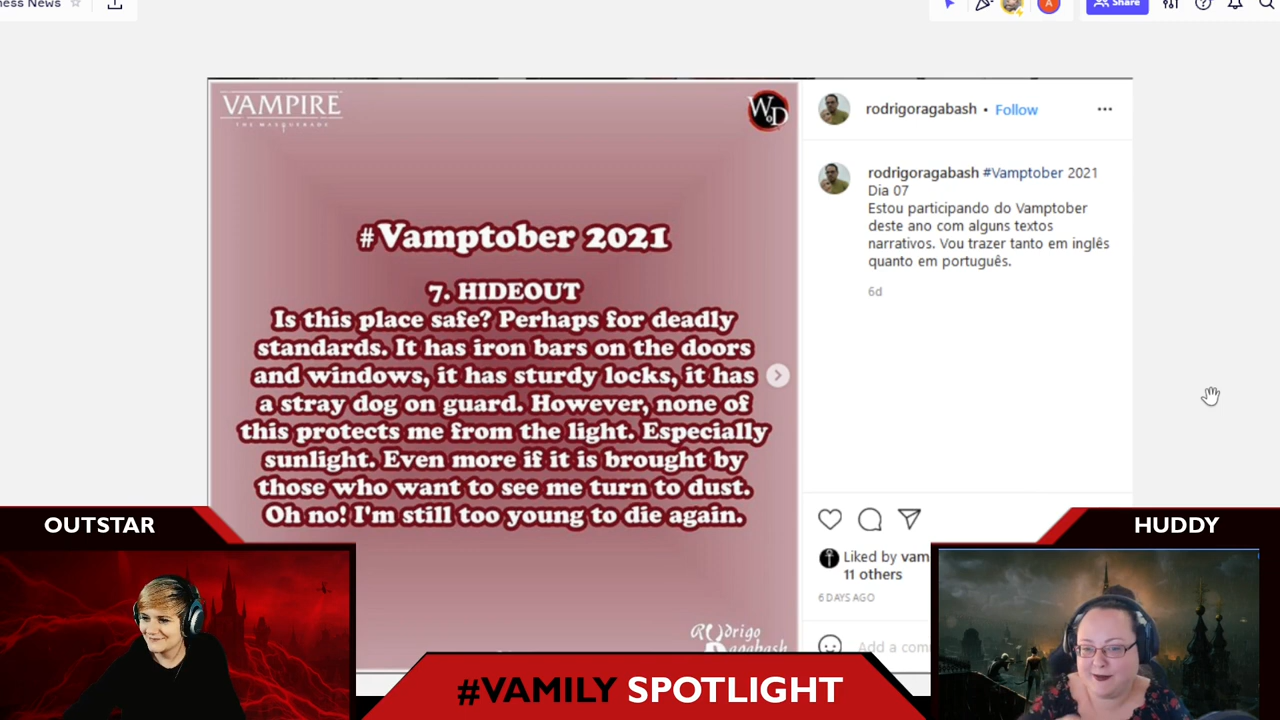 ness News
Share
A
VAMPIRE
THE MASQUERADE
WoD
#Vamptober 2021
7. HIDEOUT
Is this place safe? Perhaps for deadly
standards. It has iron bars on the doors
and windows, it has sturdy locks, it has
a stray dog on guard. However, none of
this protects me from the light. Especially
sunlight. Even more if it is brought by
those who want to see me turn to dust.
Oh no! I'm still too young to die again.
Rodrigo
Ragabash
rodrigoragabash • Follow
rodrigoragabash #Vamptober 2021
Dia 07
Estou participando do Vamptober
deste ano com alguns textos
narrativos. Vou trazer tanto em inglês
quanto em português.
6d
Liked by vam
11 others
6 DAYS AGO
Add a com
OUTSTAR
HUDDY
#VAMILY SPOTLIGHT